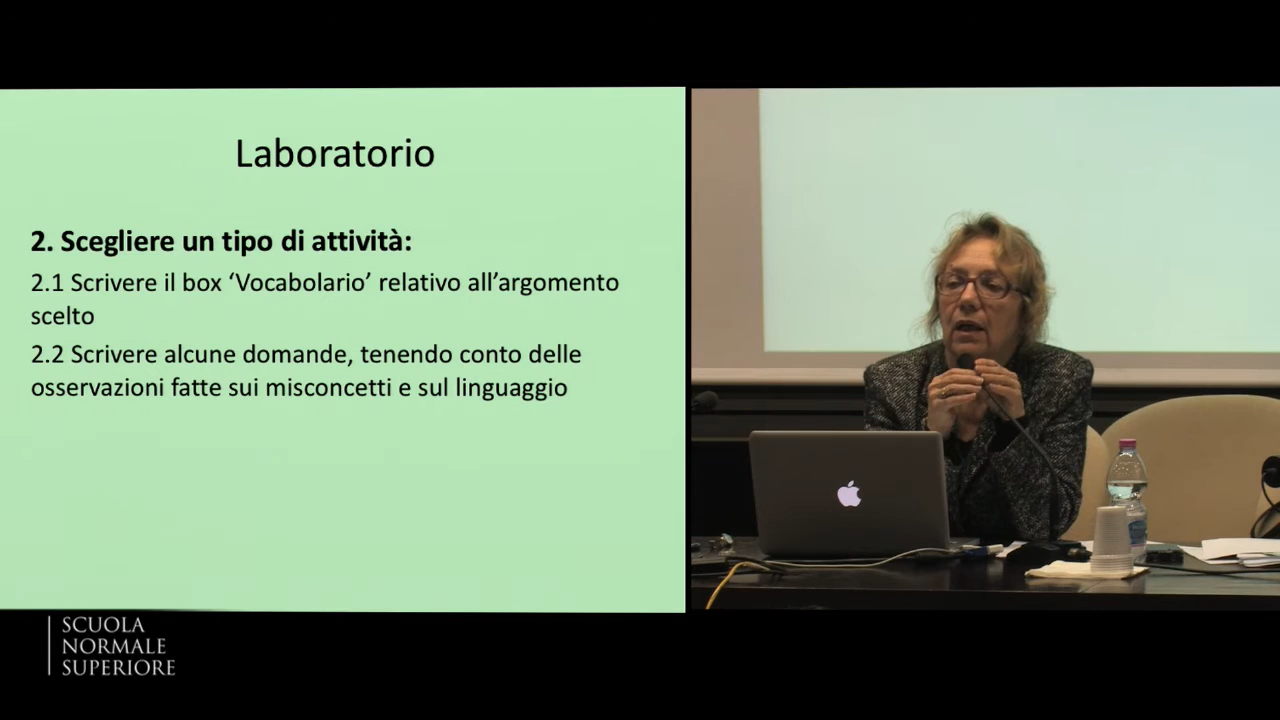 Laboratorio
2. Scegliere un tipo di attività:
2.1 Scrivere il box ‘Vocabolario’ relativo all’argomento
scelto
2.2 Scrivere alcune domande, tenendo conto delle
osservazioni fatte sui misconcetti e sul linguaggio
SCUOLA
NORMALE
SUPERIORE